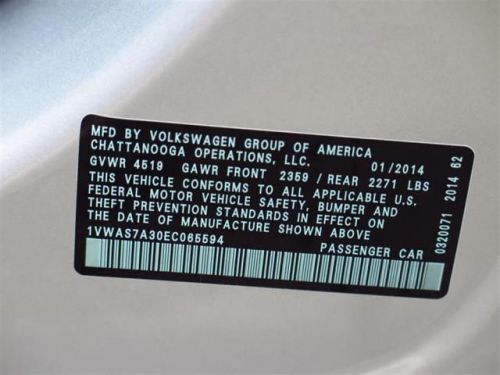 MFD BY VOLKSWAGEN GROUP OF AMERICA
CHATTANOOGA OPERATIONS, LLC. 01/2014
GVWR 4519 GAWR FRONT 2359 / REAR 2271 LBS
THIS VEHICLE CONFORMS TO ALL APPLICABLE U.S.
FEDERAL MOTOR VEHICLE SAFETY, BUMPER AND
THEFT PREVENTION STANDARDS IN EFFECT ON
THE DATE OF MANUFACTURE SHOWN ABOVE
1VWAS7A30EC065594 PASSENGER CAR
0320071 2014 62